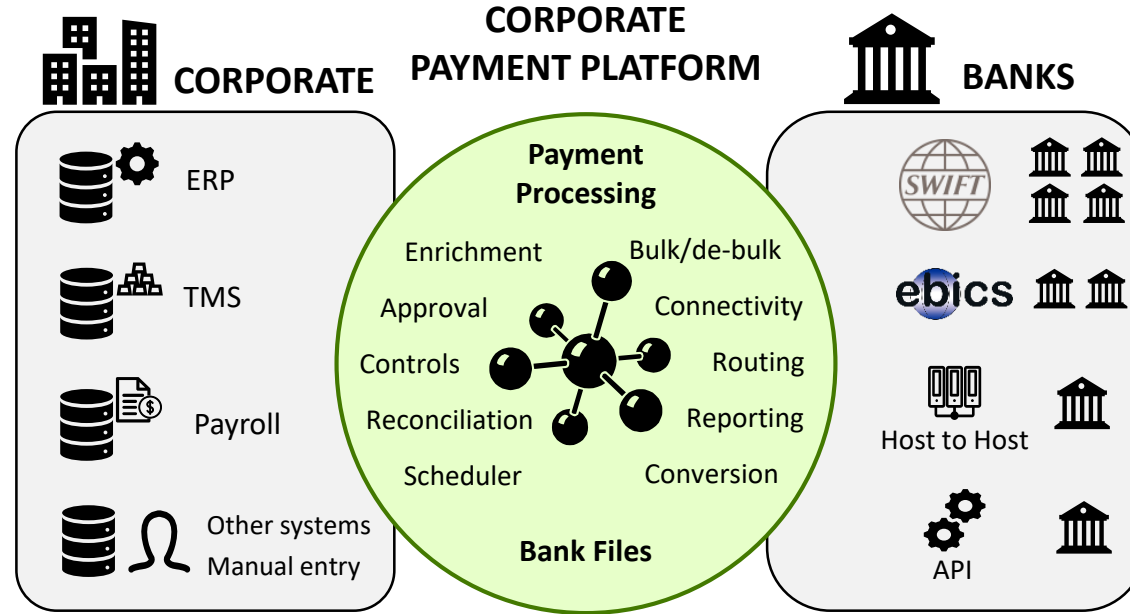 CORPORATE
PAYMENT PLATFORM
CORPORATE
ERP
TMS
$
Payroll
Other systems
Manual entry
Payment
Processing
Enrichment
Bulk/de-bulk
Approval
Connectivity
Controls
Routing
Reconciliation
Reporting
Scheduler
Conversion
Bank Files
BANKS
SWIFT
ebics
Host to Host
API